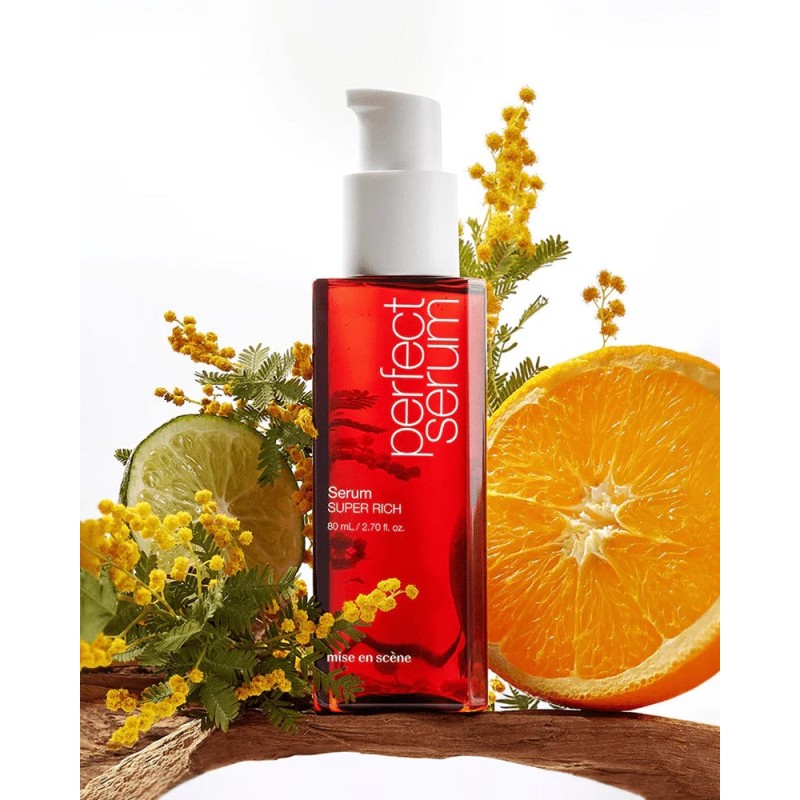 perfect
serum
Serum
SUPER RICH
80 mL / 2.70 fl. oz.
mise en scène